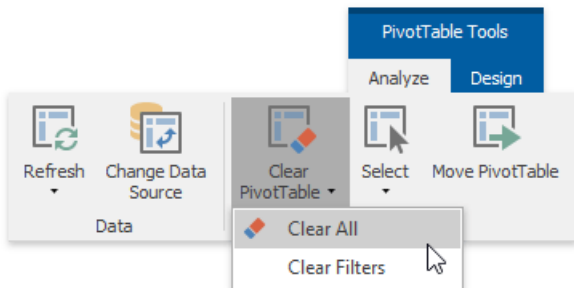 PivotTable Tools
Analyze Design
Refresh
Change Data
Source
Clear
PivotTable
Select
Move PivotTable
Data
Clear All
Clear Filters